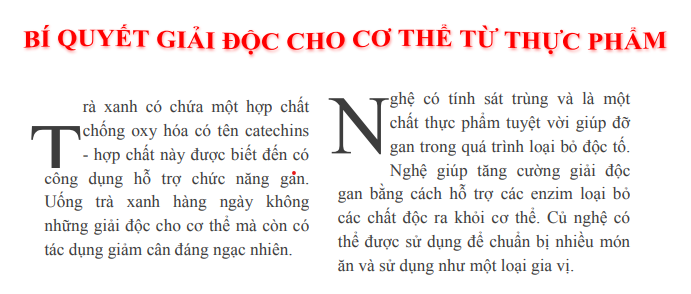 BÍ QUYẾT GIẢI ĐỘC CHO CƠ THỂ TỪ THỰC PHẨM
Trà xanh có chứa một hợp chất
chống oxy hóa có tên catechins
- hợp chất này được biết đến có
công dụng hỗ trợ chức năng gan.
Uống trà xanh hàng ngày không
những giải độc cho cơ thể mà còn có
tác dụng giảm cân đáng ngạc nhiên.
Nghệ có tính sát trùng và là một
chất thực phẩm tuyệt vời giúp đỡ
gan trong quá trình loại bỏ độc tố.
Nghệ giúp tăng cường giải độc
gan bằng cách hỗ trợ các enzim loại bỏ
các chất độc ra khỏi cơ thể. Củ nghệ có
thể được sử dụng để chuẩn bị nhiều món
ăn và sử dụng như một loại gia vị.